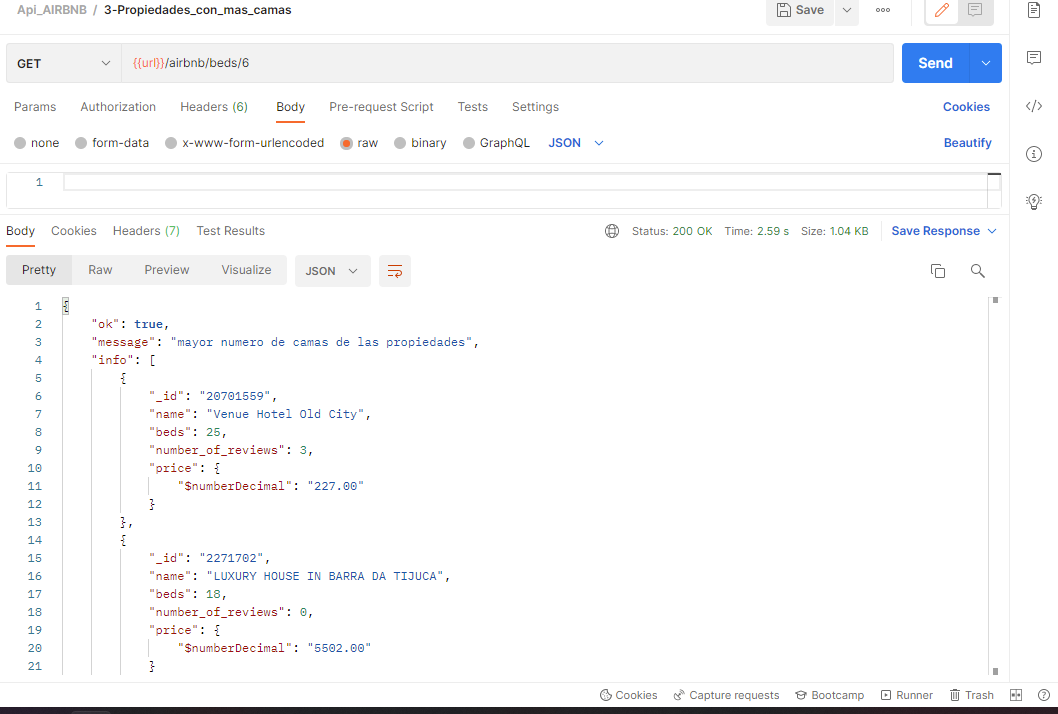 Api_AIRBNB / 3-Propiedades_con_mas_camas
Save
GET {{url}}/airbnb/beds/6 Send
Params Authorization Headers (6) Body Pre-request Script Tests Settings Cookies
none form-data x-www-form-urlencoded raw binary GraphQL JSON Beautify
1
Body Cookies Headers (7) Test Results Status: 200 OK Time: 2.59 s Size: 1.04 KB Save Response
Pretty Raw Preview Visualize JSON
1 {
2 "ok": true,
3 "message": "mayor numero de camas de las propiedades",
4 "info": [
5 {
6 "_id": "20701559",
7 "name": "Venue Hotel Old City",
8 "beds": 25,
9 "number_of_reviews": 3,
10 "price": {
11 "$numberDecimal": "227.00"
12 }
13 },
14 {
15 "_id": "2271702",
16 "name": "LUXURY HOUSE IN BARRA DA TIJUCA",
17 "beds": 18,
18 "number_of_reviews": 0,
19 "price": {
20 "$numberDecimal": "5502.00"
21 }
Cookies Capture requests Bootcamp Runner Trash